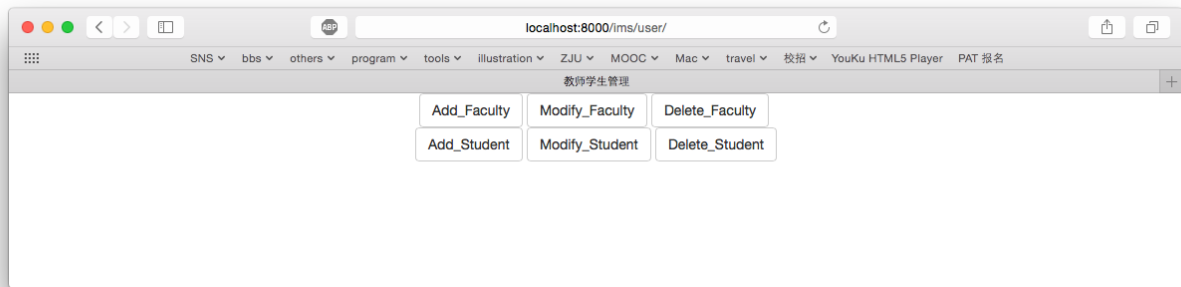 ABP localhost:8000/ims/user/
SNS bbs others program tools illustration ZJU MOOC Mac travel 校招 YouKu HTML5 Player PAT 报名
教师学生管理
Add_Faculty Modify_Faculty Delete_Faculty
Add_Student Modify_Student Delete_Student